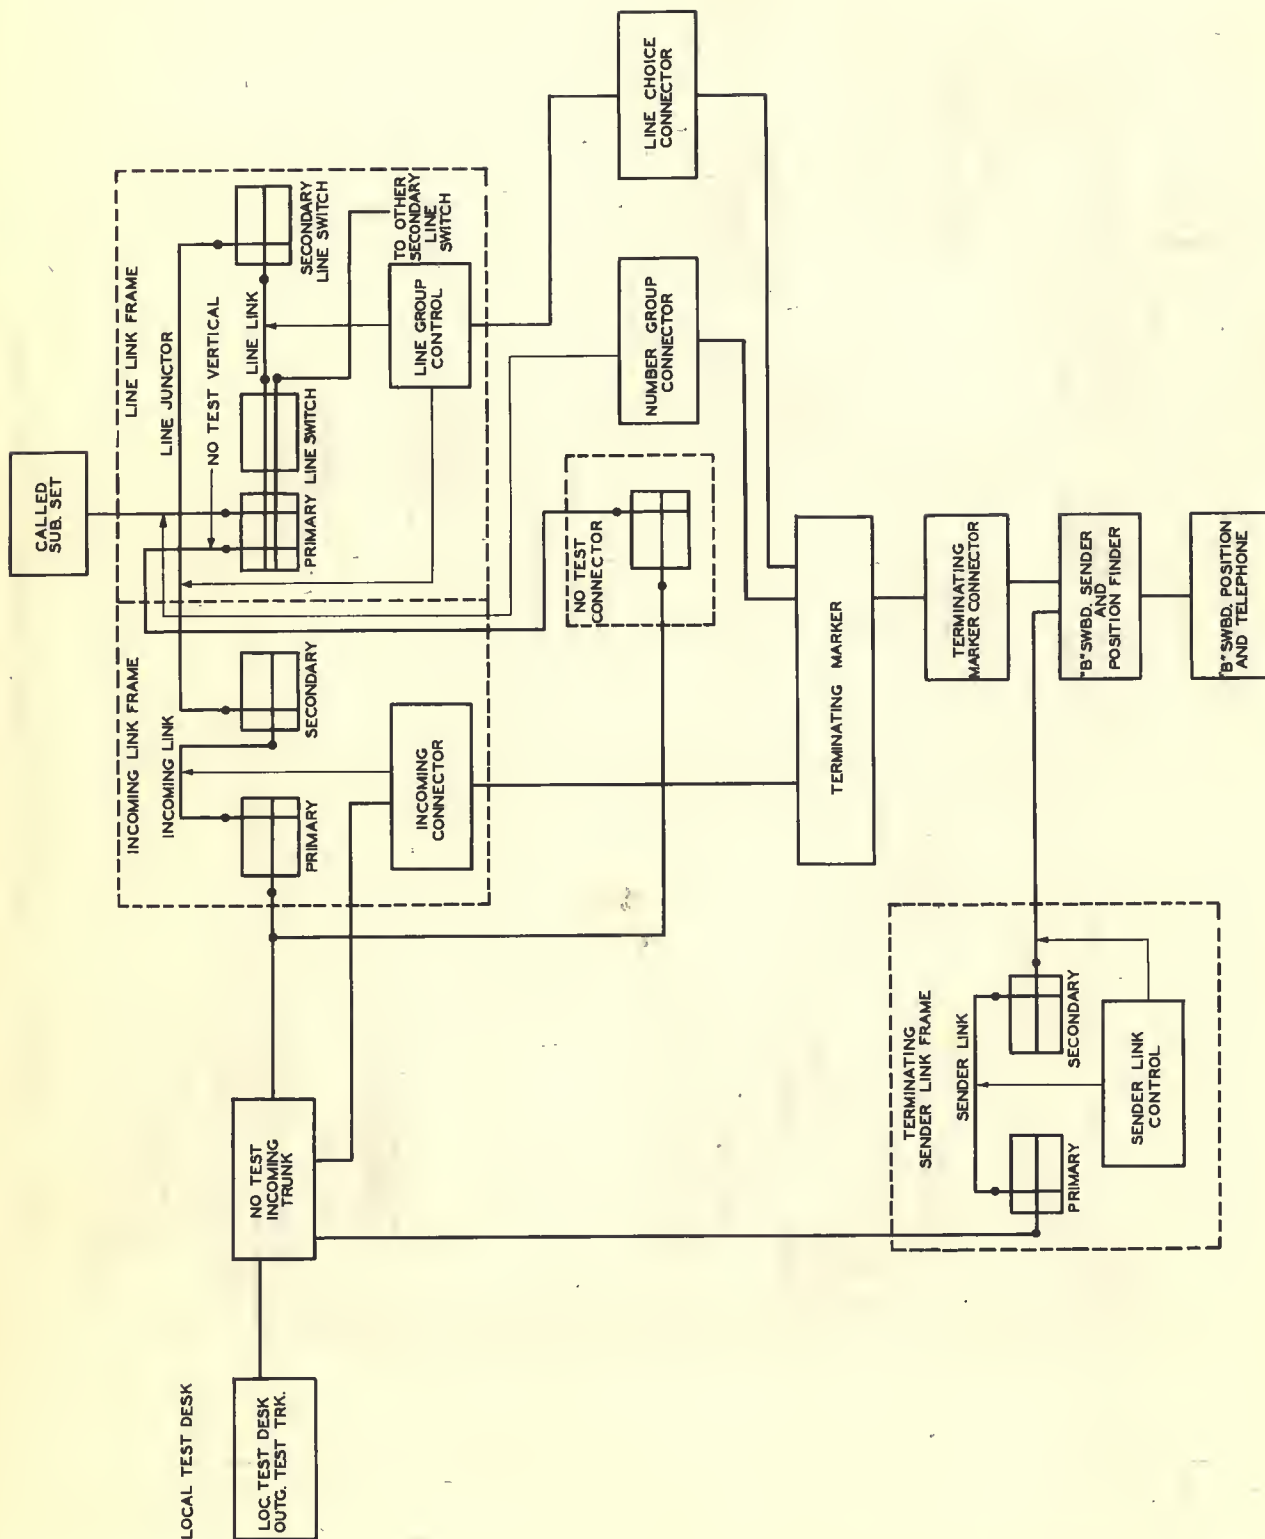 LOCAL TEST DESK
LOC. TEST DESK
OUTG. TEST TRK.
NO TEST
INCOMING
TRUNK
INCOMING LINK FRAME
INCOMING LINK
PRIMARY
SECONDARY
INCOMING
CONNECTOR
CALLED
SUB. SET
LINE LINK FRAME
LINE JUNCTOR
NO TEST VERTICAL
LINE LINK
PRIMARY LINE SWITCH
SECONDARY
LINE SWITCH
TO OTHER
SECONDARY
LINE
SWITCH
LINE GROUP
CONTROL
NO TEST
CONNECTOR
NUMBER GROUP
CONNECTOR
LINE CHOICE
CONNECTOR
TERMINATING MARKER
TERMINATING
MARKER CONNECTOR
"B" SWBD. SENDER
AND
POSITION FINDER
"B" SWBD. POSITION
AND TELEPHONE
TERMINATING
SENDER LINK FRAME
SENDER LINK
PRIMARY
SECONDARY
SENDER LINK
CONTROL